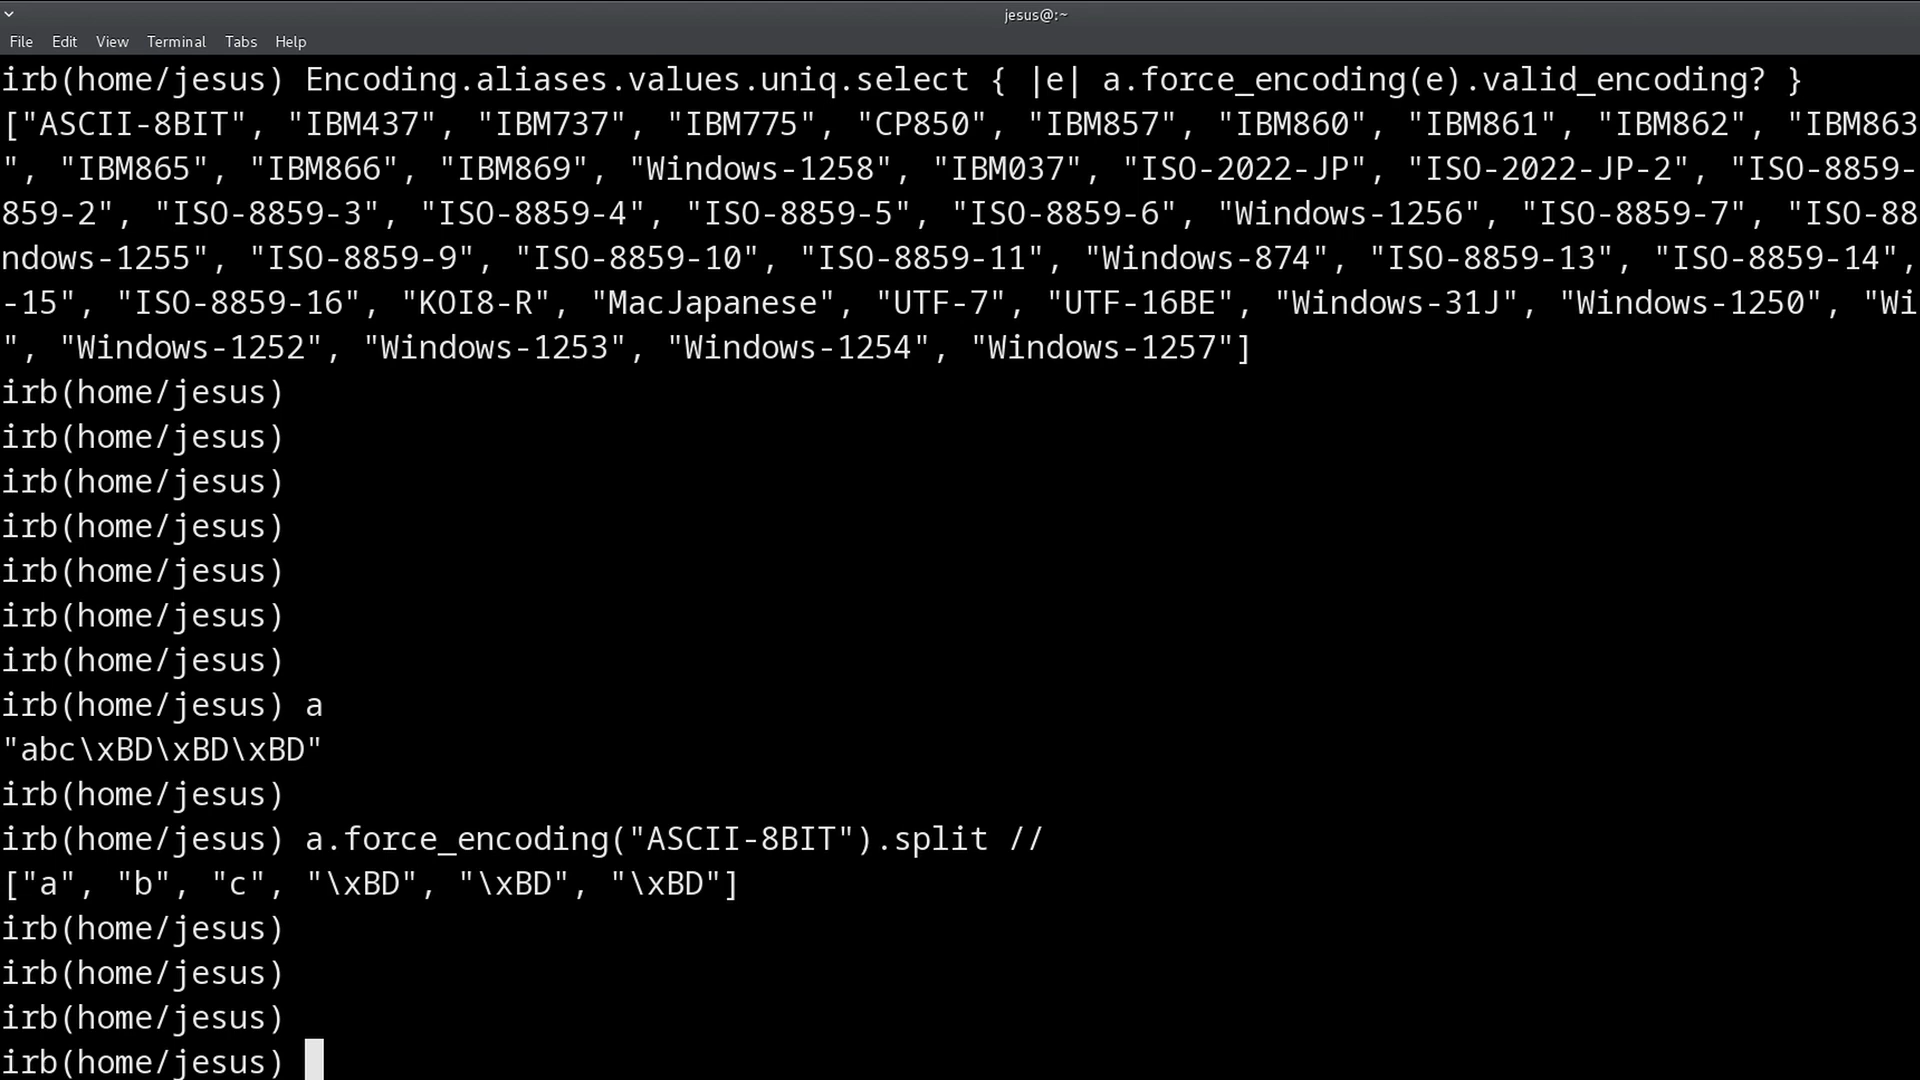 jesus@:~
File Edit View Terminal Tabs Help
irb(home/jesus) Encoding.aliases.values.uniq.select { |e| a.force_encoding(e).valid_encoding? }
["ASCII-8BIT", "IBM437", "IBM737", "IBM775", "CP850", "IBM857", "IBM860", "IBM861", "IBM862", "IBM863
", "IBM865", "IBM866", "IBM869", "Windows-1258", "IBM037", "ISO-2022-JP", "ISO-2022-JP-2", "ISO-8859-
859-2", "ISO-8859-3", "ISO-8859-4", "ISO-8859-5", "ISO-8859-6", "Windows-1256", "ISO-8859-7", "ISO-88
ndows-1255", "ISO-8859-9", "ISO-8859-10", "ISO-8859-11", "Windows-874", "ISO-8859-13", "ISO-8859-14",
-15", "ISO-8859-16", "KOI8-R", "MacJapanese", "UTF-7", "UTF-16BE", "Windows-31J", "Windows-1250", "Wi
", "Windows-1252", "Windows-1253", "Windows-1254", "Windows-1257"]
irb(home/jesus)
irb(home/jesus)
irb(home/jesus)
irb(home/jesus)
irb(home/jesus)
irb(home/jesus)
irb(home/jesus)
irb(home/jesus) a
"abc\xBD\xBD\xBD"
irb(home/jesus)
irb(home/jesus) a.force_encoding("ASCII-8BIT").split //
["a", "b", "c", "\xBD", "\xBD", "\xBD"]
irb(home/jesus)
irb(home/jesus)
irb(home/jesus)
irb(home/jesus)